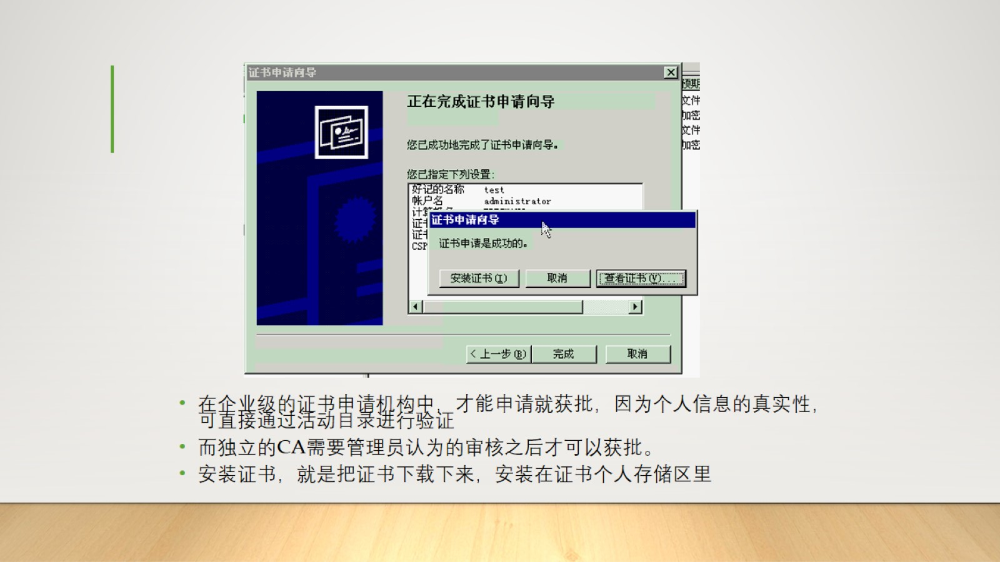 证书申请向导
预期
正在完成证书申请向导
文件
加密
文件
您已成功地完成了证书申请向导。
加密
您已指定下列设置:
好记的名称 test
帐户名 administrator
证书申请向导
证书申请是成功的。
CSP
安装证书(I) 取消 查看证书(V)...
< 上一步(B) 完成 取消
• 在企业级的证书申请机构中，才能申请就获批，因为个人信息的真实性，
可直接通过活动目录进行验证
• 而独立的CA需要管理员认为的审核之后才可以获批。
• 安装证书，就是把证书下载下来，安装在证书个人存储区里